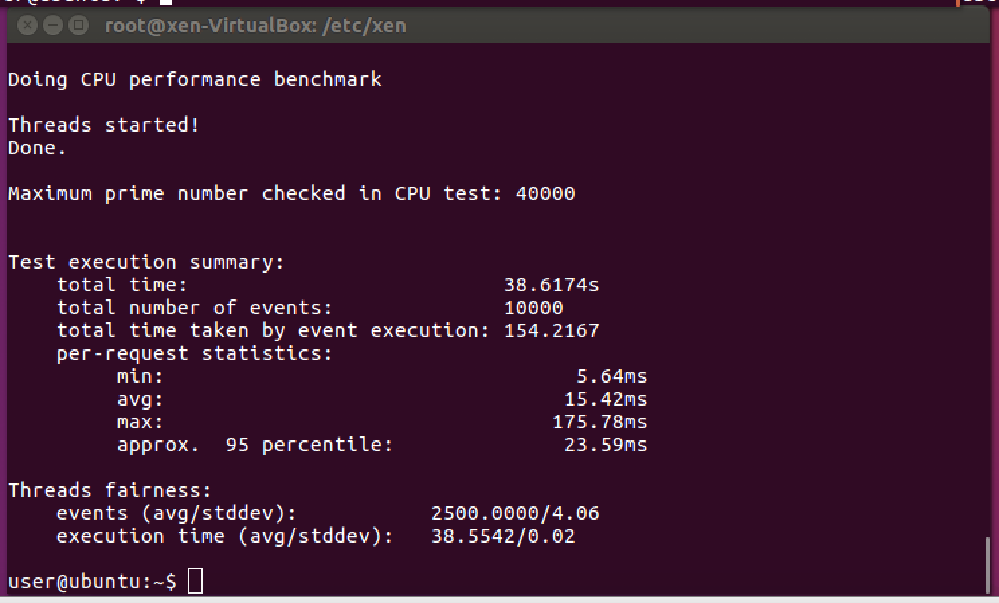 root@xen-VirtualBox: /etc/xen
Doing CPU performance benchmark
Threads started!
Done.
Maximum prime number checked in CPU test: 40000
Test execution summary:
total time: 38.6174s
total number of events: 10000
total time taken by event execution: 154.2167
per-request statistics:
min: 5.64ms
avg: 15.42ms
max: 175.78ms
approx. 95 percentile: 23.59ms
Threads fairness:
events (avg/stddev): 2500.0000/4.06
execution time (avg/stddev): 38.5542/0.02
user@ubuntu:~$